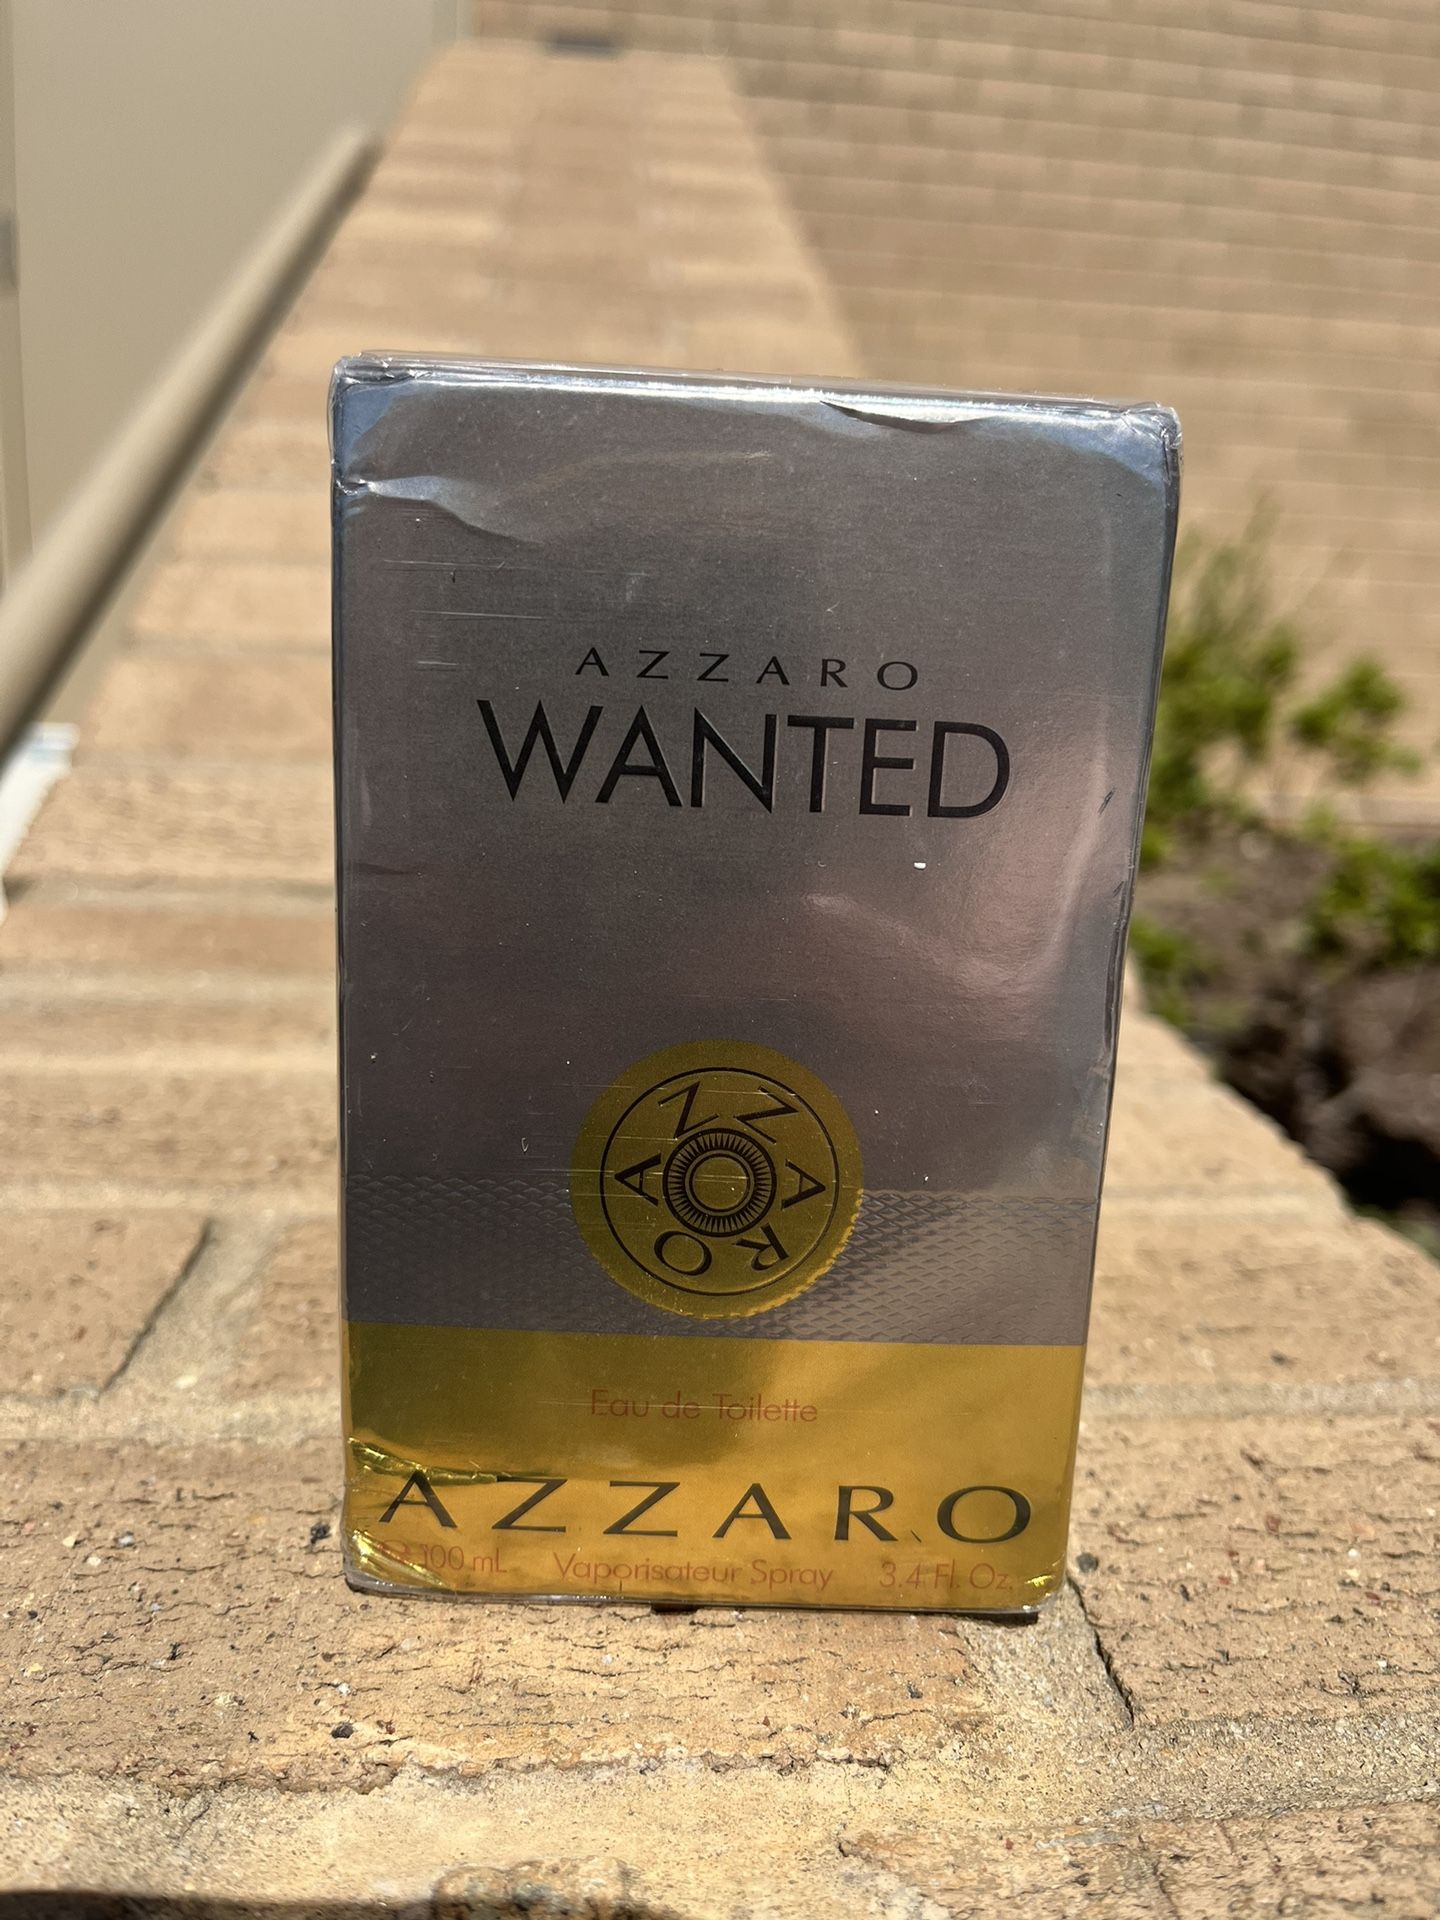 AZZARO
WANTED
AZZARO
Eau de Toilette
AZZARO
100 mL Vaporisateur Spray 3.4 Fl. Oz.